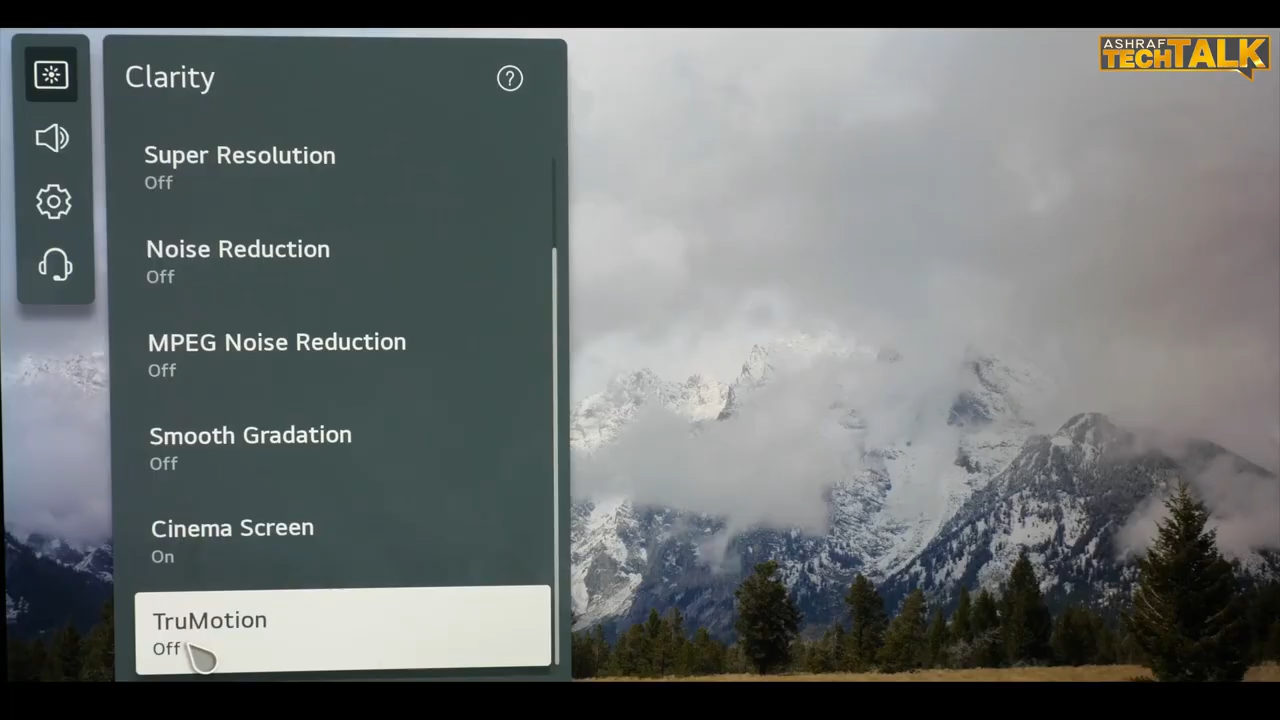 ASHRAF
TECHTALK
Clarity
?
Super Resolution
Off
Noise Reduction
Off
MPEG Noise Reduction
Off
Smooth Gradation
Off
Cinema Screen
On
TruMotion
Off